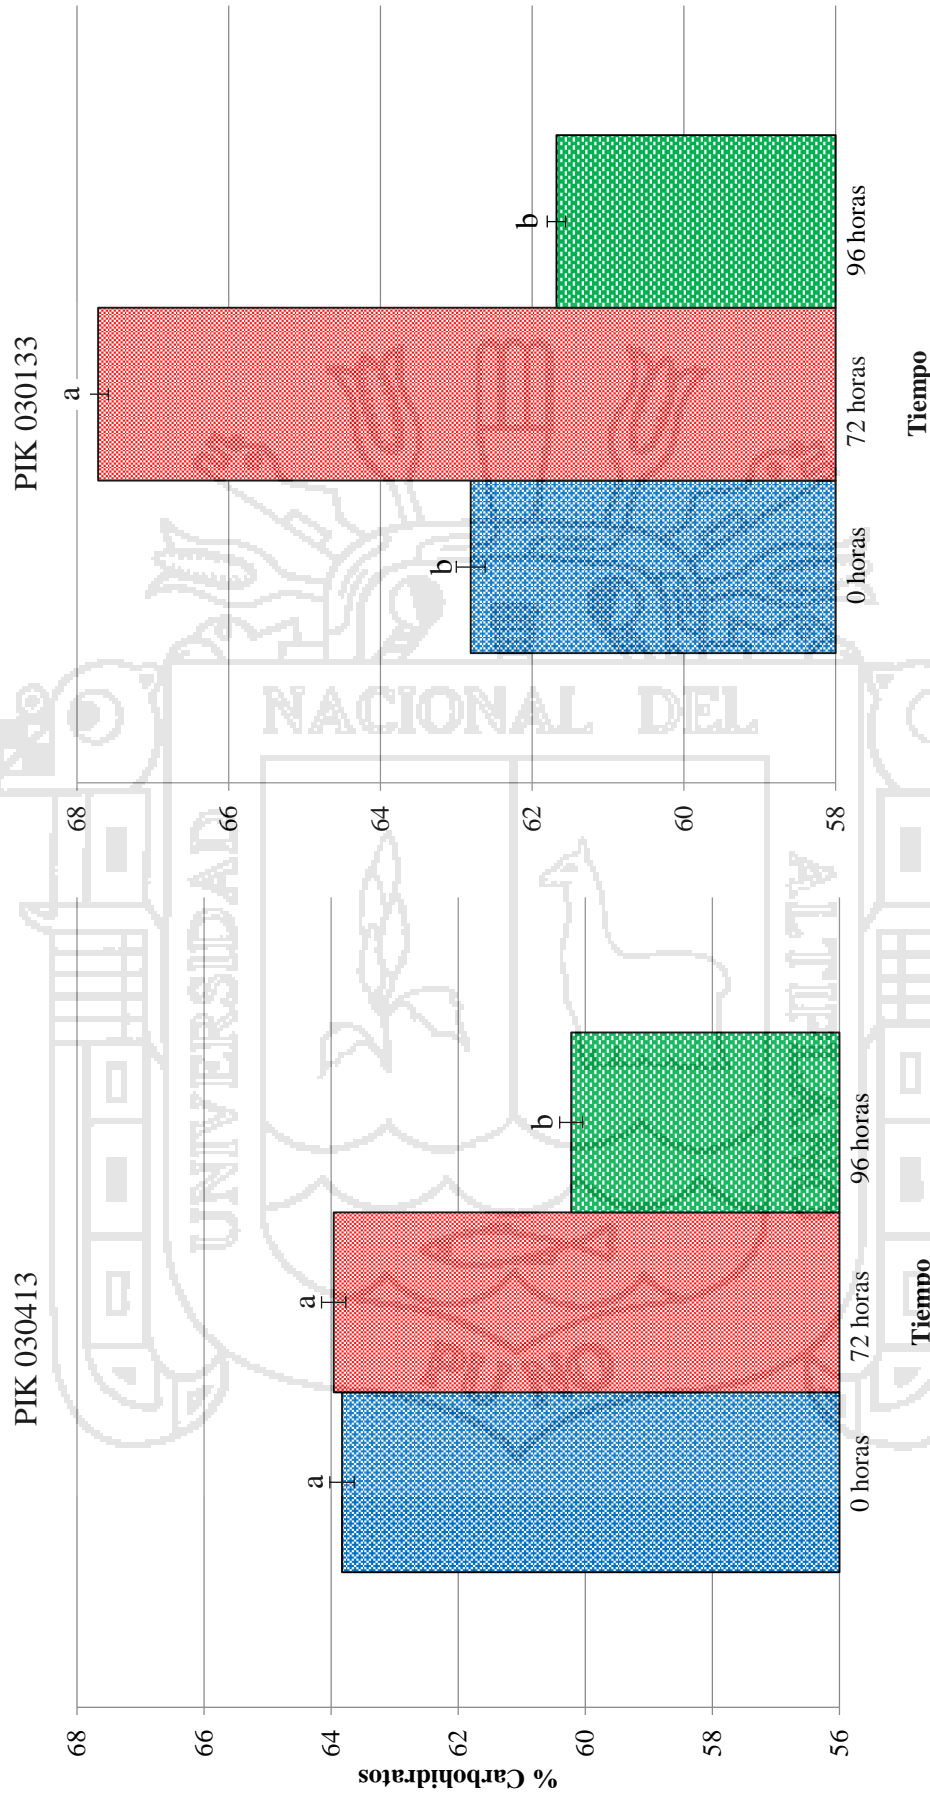 PIK 030413
% Carbohidratos
68
66
64
62
60
58
56
a
a
b
0 horas
72 horas
96 horas
Tiempo
PIK 030133
68
66
64
62
60
58
b
a
b
0 horas
72 horas
96 horas
Tiempo
UNIVERSIDAD
NACIONAL DEL
PUNO